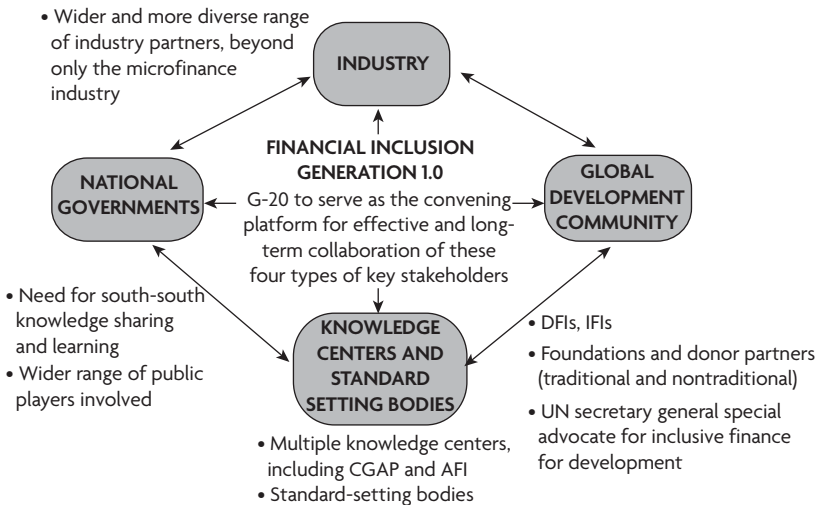 • Wider and more diverse range
of industry partners, beyond
only the microfinance
industry
INDUSTRY
FINANCIAL INCLUSION
GENERATION 1.0
G-20 to serve as the convening
platform for effective and long-
term collaboration of these
four types of key stakeholders
NATIONAL
GOVERNMENTS
GLOBAL
DEVELOPMENT
COMMUNITY
• Need for south-south
knowledge sharing
and learning
• Wider range of public
players involved
KNOWLEDGE
CENTERS AND
STANDARD
SETTING BODIES
• DFIs, IFIs
• Foundations and donor partners
(traditional and nontraditional)
• UN secretary general special
advocate for inclusive finance
for development
• Multiple knowledge centers,
including CGAP and AFI
• Standard-setting bodies